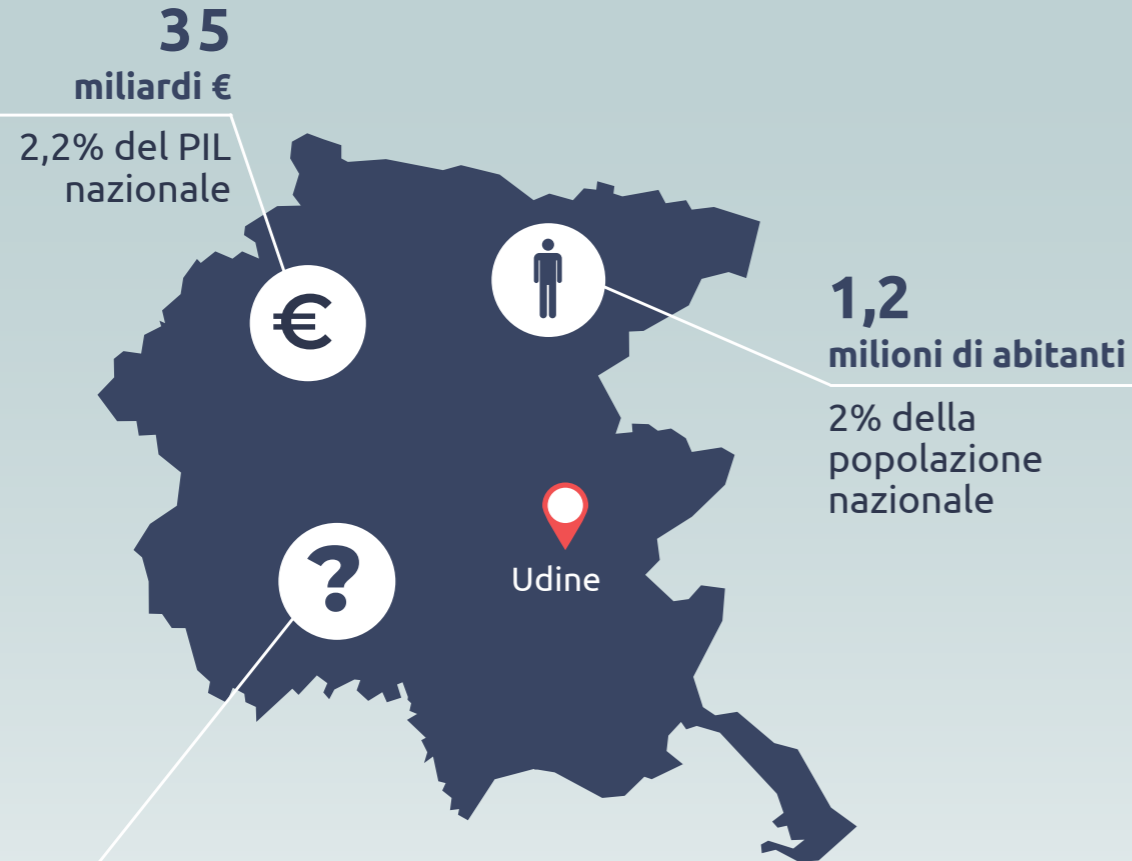 35
miliardi €
2,2% del PIL
nazionale
€
1,2
milioni di abitanti
2% della
popolazione
nazionale
?
Udine